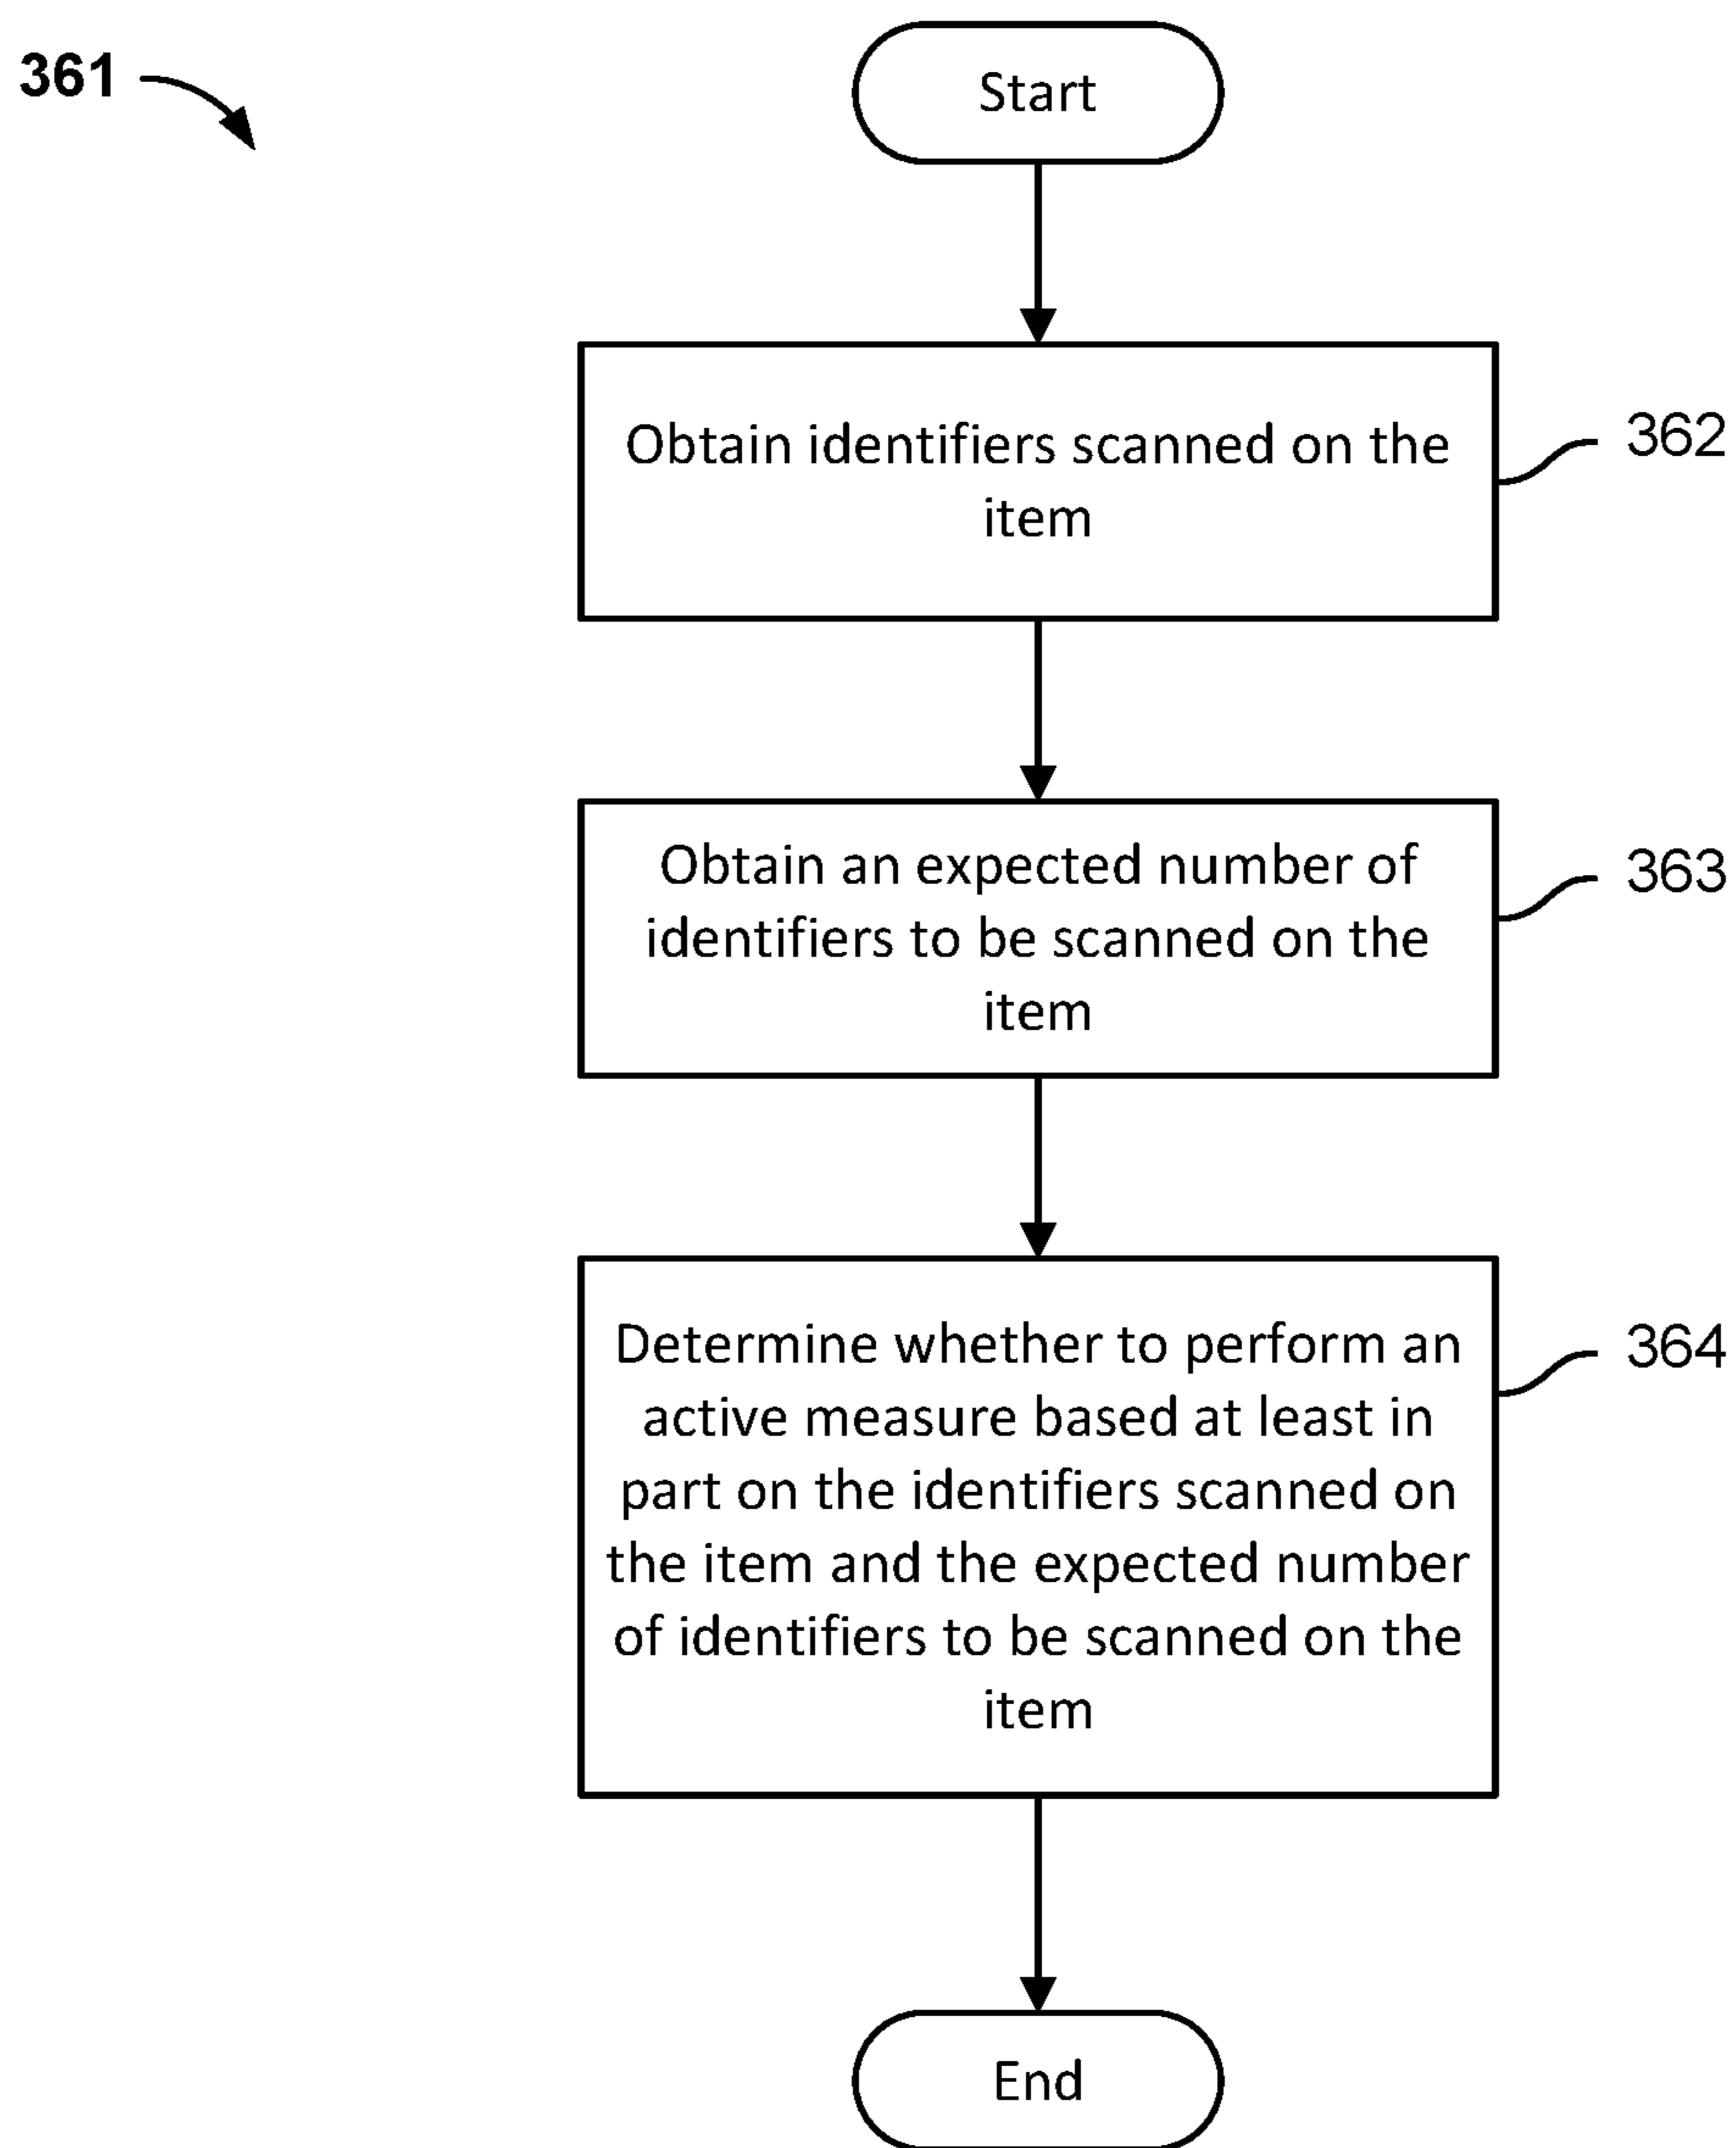 361
Start
Obtain identifiers scanned on the
item
362
Obtain an expected number of
identifiers to be scanned on the
item
363
Determine whether to perform an
active measure based at least in
part on the identifiers scanned on
the item and the expected number
of identifiers to be scanned on the
item
364
End